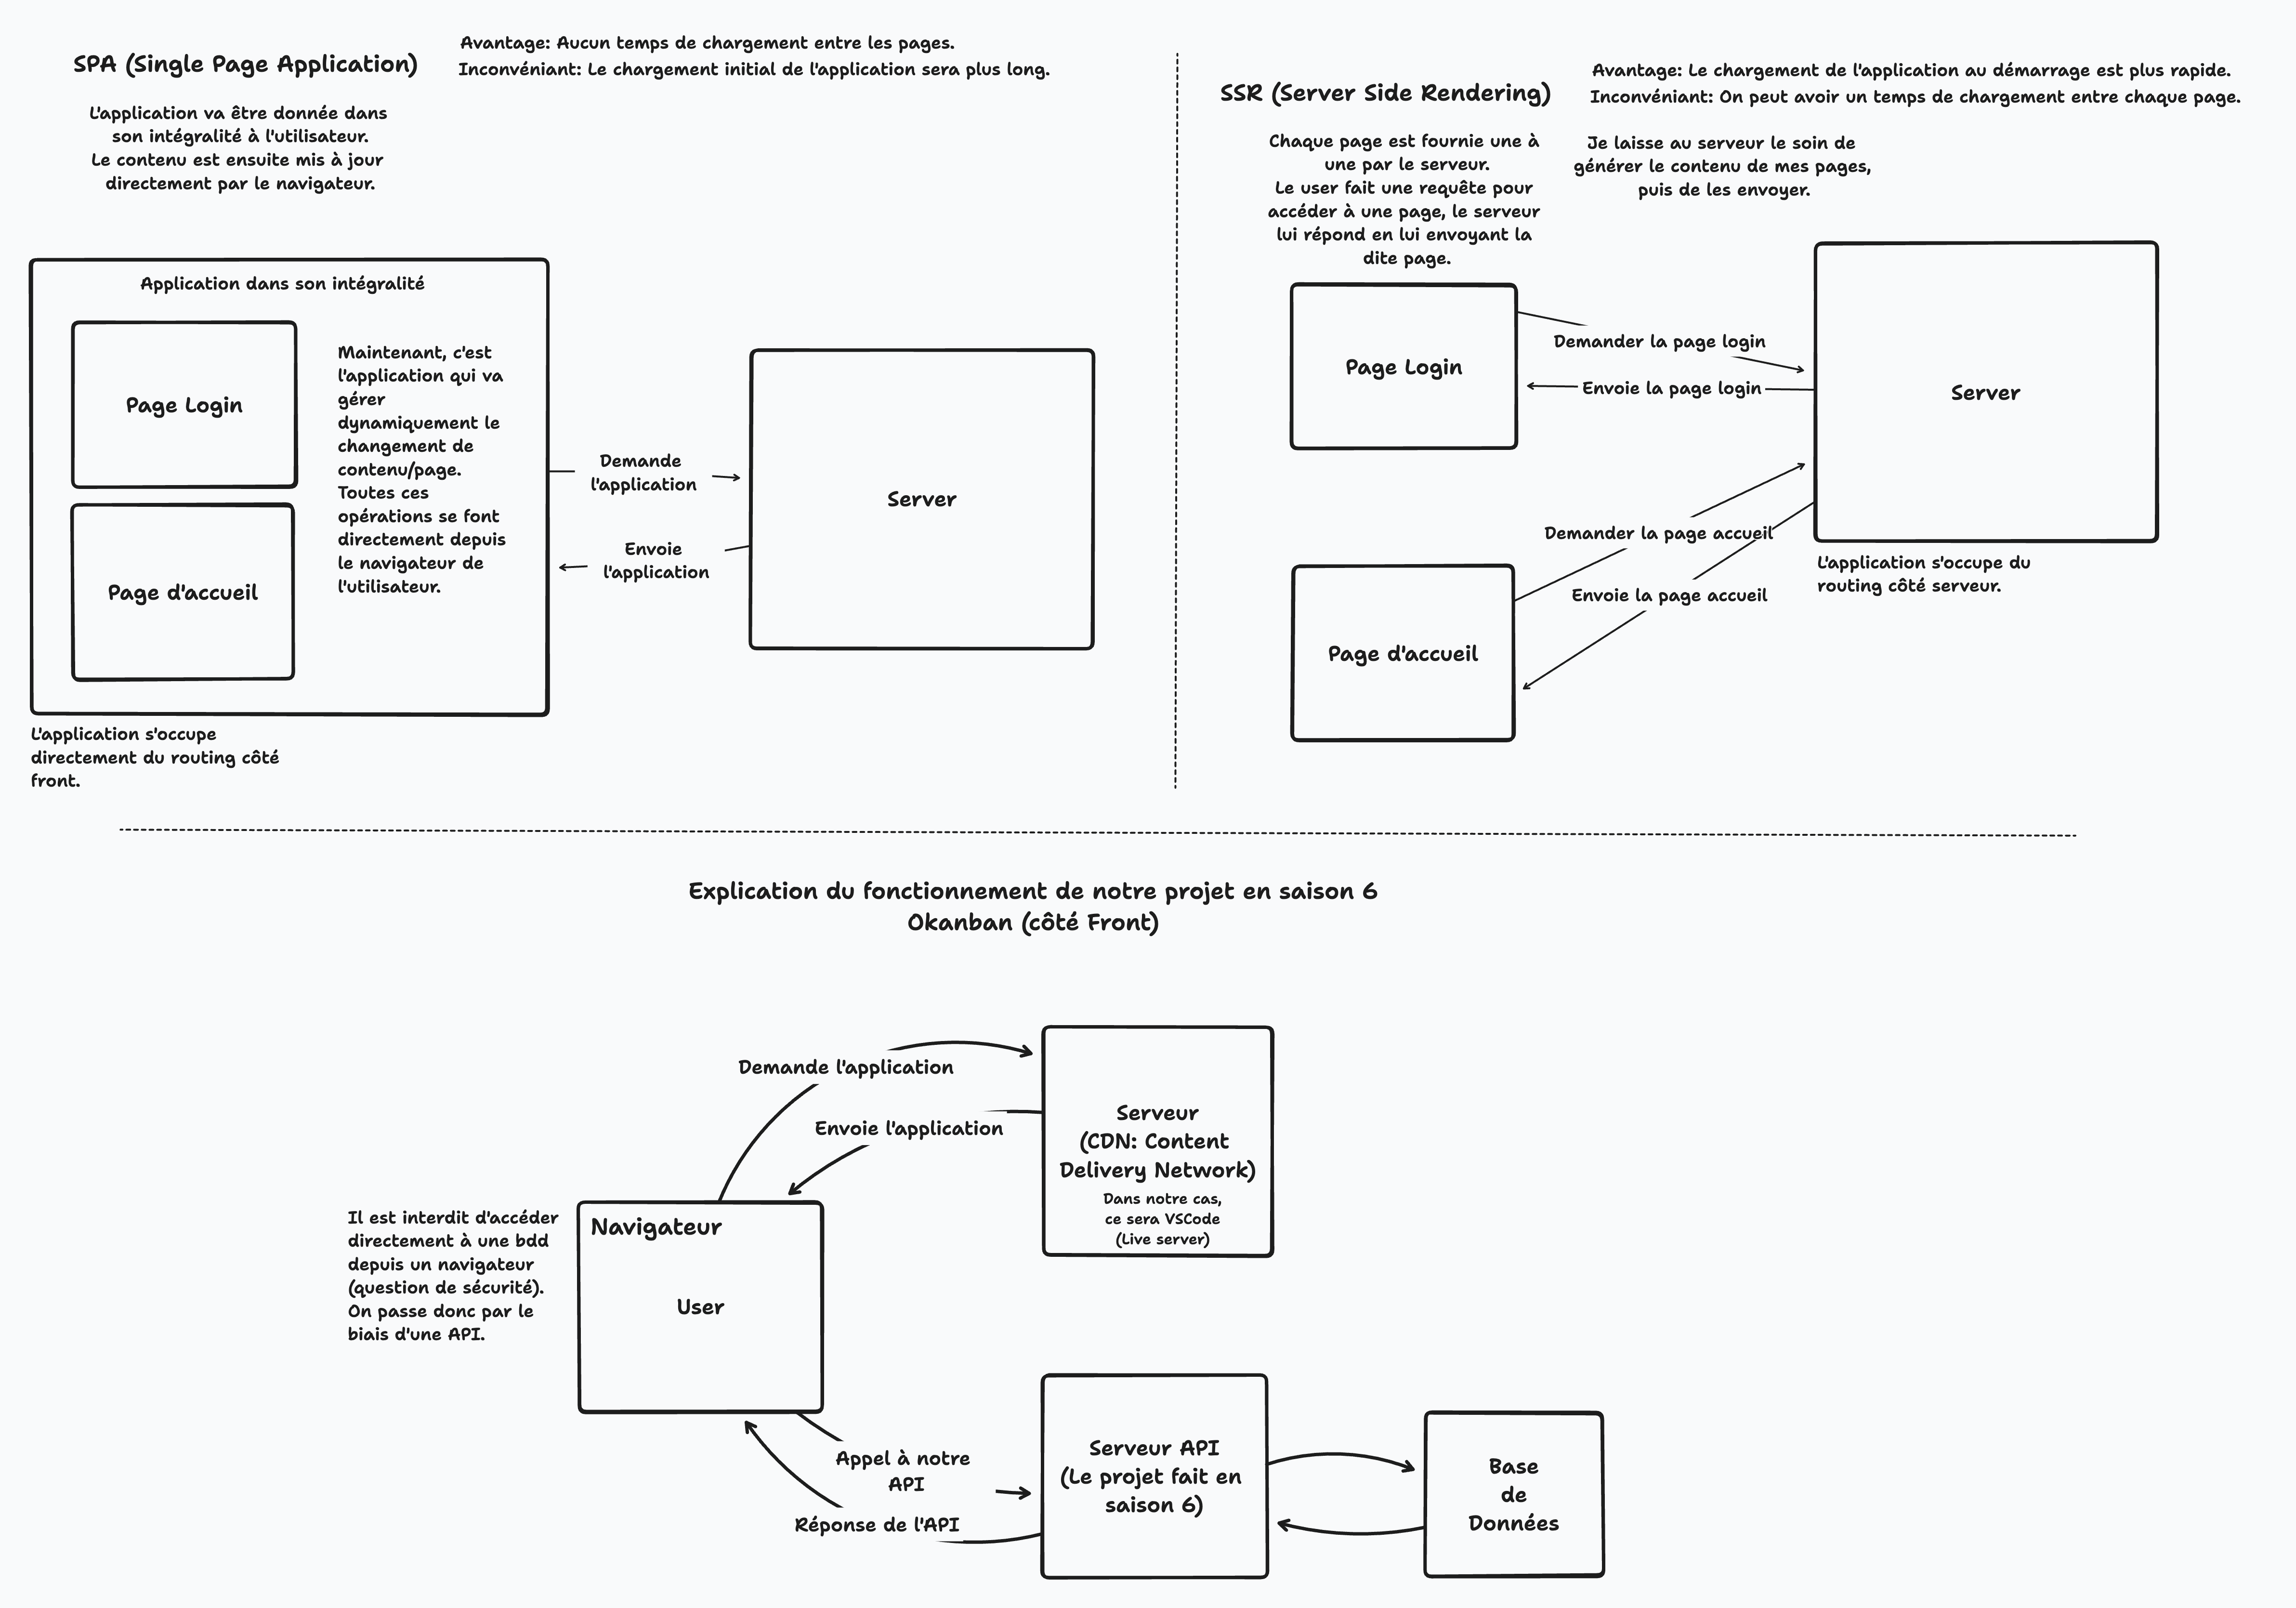 SPA (Single Page Application)
Avantage: Aucun temps de chargement entre les pages.
Inconvéniant: Le chargement initial de l'application sera plus long.
L'application va être donnée dans
son intégralité à l'utilisateur.
Le contenu est ensuite mis à jour
directement par le navigateur.
Application dans son intégralité
Page Login
Page d'accueil
Maintenant, c'est
l'application qui va
gérer
dynamiquement le
changement de
contenu/page.
Toutes ces
opérations se font
directement depuis
le navigateur de
l'utilisateur.
Demande
l'application
Envoie
l'application
Server
L'application s'occupe
directement du routing côté
front.
SSR (Server Side Rendering)
Avantage: Le chargement de l'application au démarrage est plus rapide.
Inconvéniant: On peut avoir un temps de chargement entre chaque page.
Chaque page est fournie une à
une par le serveur.
Le user fait une requête pour
accéder à une page, le serveur
lui répond en lui envoyant la
dite page.
Je laisse au serveur le soin de
générer le contenu de mes pages,
puis de les envoyer.
Page Login
Demander la page login
Envoie la page login
Server
Demander la page accueil
Envoie la page accueil
Page d'accueil
L'application s'occupe du
routing côté serveur.
Explication du fonctionnement de notre projet en saison 6
Okanban (côté Front)
Demande l'application
Envoie l'application
Serveur
(CDN: Content
Delivery Network)
Dans notre cas,
ce sera VSCode
(Live server)
Il est interdit d'accéder
directement à une bdd
depuis un navigateur
(question de sécurité).
On passe donc par le
biais d'une API.
Navigateur
User
Appel à notre
API
Réponse de l'API
Serveur API
(Le projet fait en
saison 6)
Base
de
Données